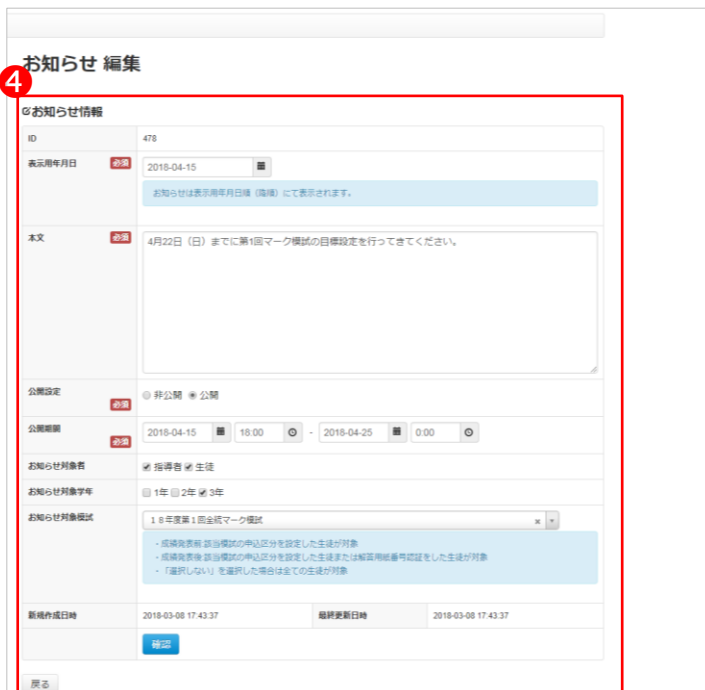 お知らせ 編集
4
お知らせ情報
ID 478
表示用年月日 必須 2018-04-15
お知らせは表示用年月日順（降順）にて表示されます。
本文 必須 4月22日（日）までに第1回マーク模試の目標設定を行ってきてください。
公開設定 必須 非公開 公開
公開期間 必須 2018-04-15 18:00 - 2018-04-25 0:00
お知らせ対象者 指導者 生徒
お知らせ対象学年 1年 2年 3年
お知らせ対象模試 １８年度第１回全統マーク模試 x
・成績発表前:該当模試の申込区分を設定した生徒が対象
・成績発表後:該当模試の申込区分を設定した生徒または解答用紙番号認証をした生徒が対象
・「選択しない」を選択した場合は全ての生徒が対象
新規作成日時 2018-03-08 17:43:37 最終更新日時 2018-03-08 17:43:37
確認
戻る